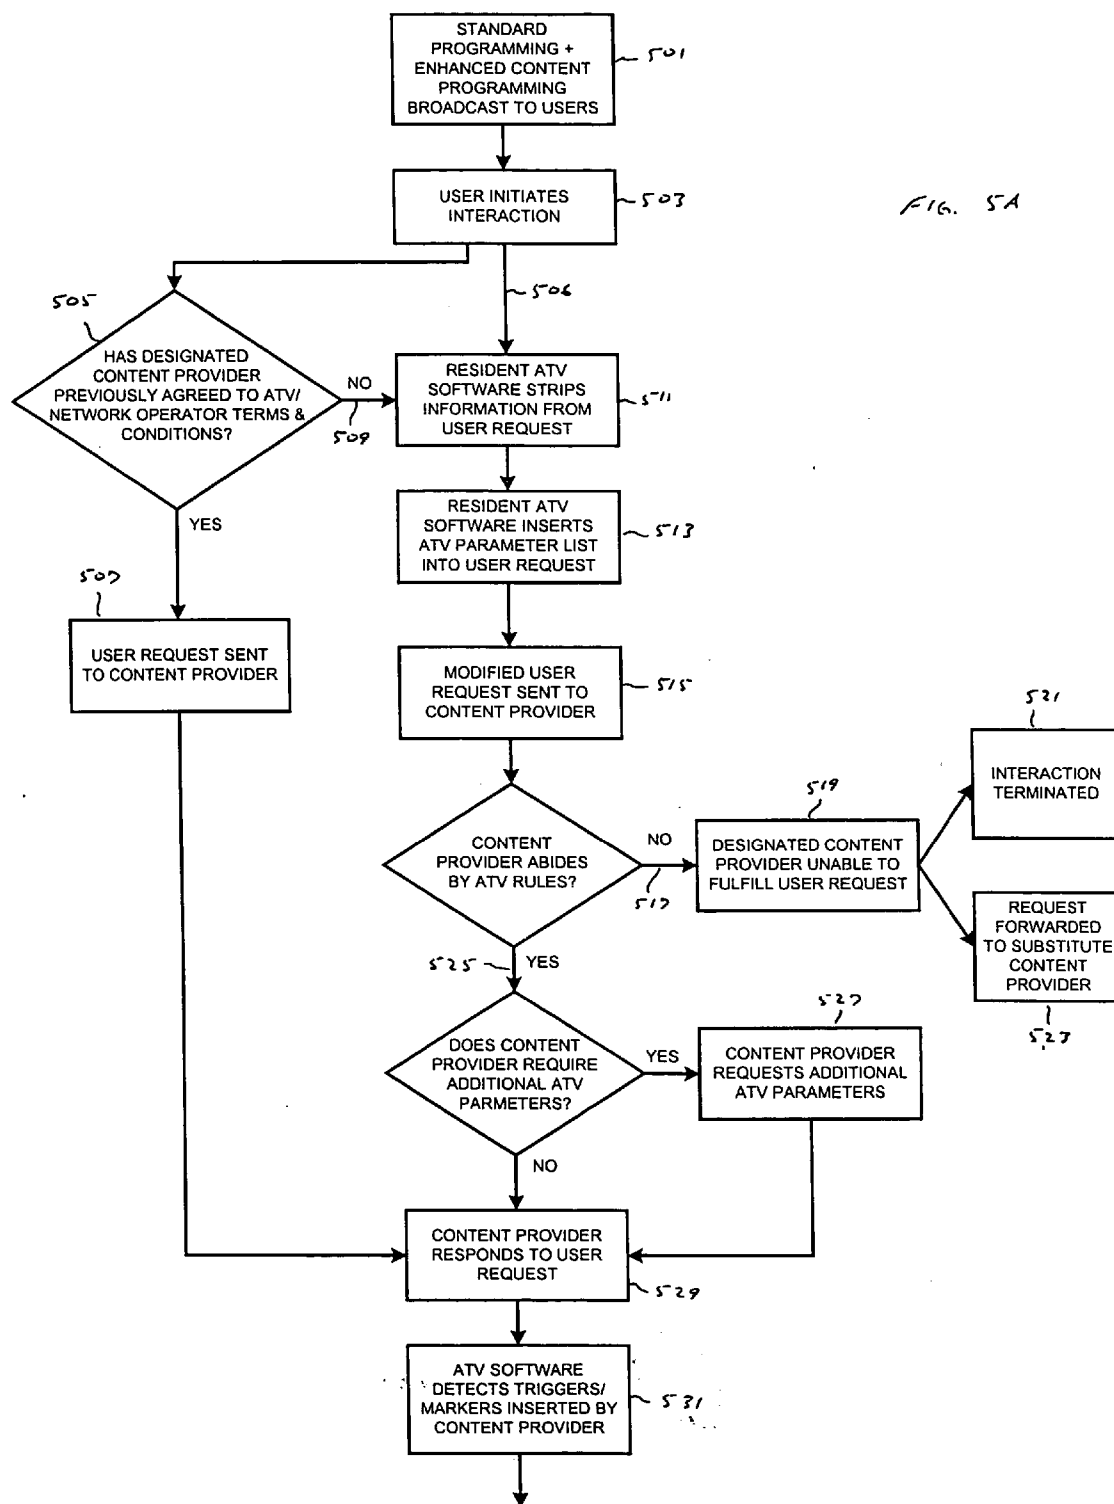 STANDARD
PROGRAMMING +
ENHANCED CONTENT
PROGRAMMING
BROADCAST TO USERS
501
USER INITIATES
INTERACTION
503
FIG. 5A
506
505
HAS DESIGNATED
CONTENT PROVIDER
PREVIOUSLY AGREED TO ATV/
NETWORK OPERATOR TERMS &
CONDITIONS?
NO
509
RESIDENT ATV
SOFTWARE STRIPS
INFORMATION FROM
USER REQUEST
511
YES
RESIDENT ATV
SOFTWARE INSERTS
ATV PARAMETER LIST
INTO USER REQUEST
513
507
USER REQUEST SENT
TO CONTENT PROVIDER
MODIFIED USER
REQUEST SENT TO
CONTENT PROVIDER
515
521
INTERACTION
TERMINATED
CONTENT
PROVIDER ABIDES
BY ATV RULES?
NO
517
519
DESIGNATED CONTENT
PROVIDER UNABLE TO
FULFILL USER REQUEST
REQUEST
FORWARDED
TO SUBSTITUTE
CONTENT
PROVIDER
523
525
YES
DOES CONTENT
PROVIDER REQUIRE
ADDITIONAL ATV
PARMETERS?
YES
527
CONTENT PROVIDER
REQUESTS ADDITIONAL
ATV PARAMETERS
NO
CONTENT PROVIDER
RESPONDS TO USER
REQUEST
529
ATV SOFTWARE
DETECTS TRIGGERS/
MARKERS INSERTED BY
CONTENT PROVIDER
531